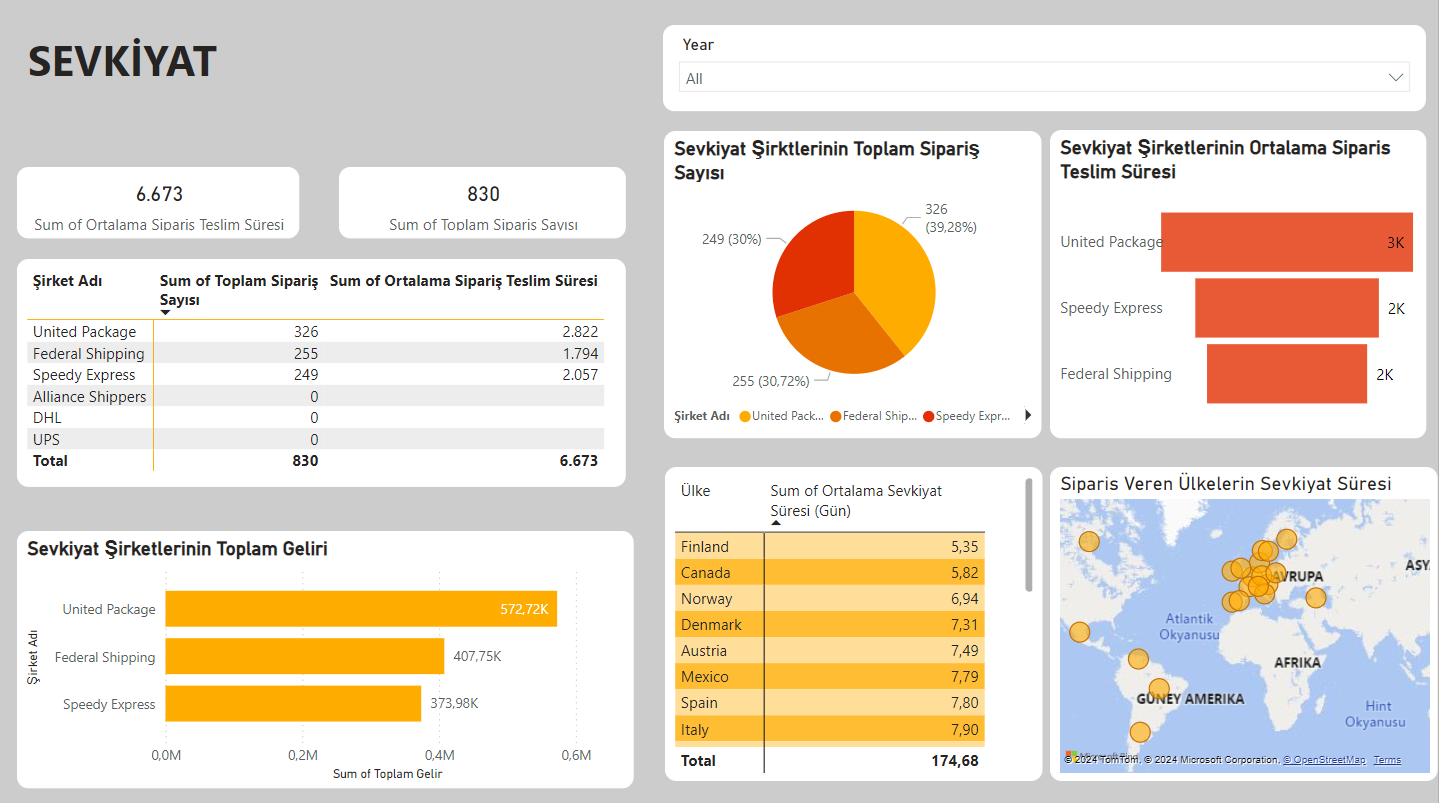 SEVKİYAT
Year
All
6.673
Sum of Ortalama Sipariş Teslim Süresi
830
Sum of Toplam Sipariş Sayısı
Şirket Adı Sum of Toplam Sipariş Sayısı Sum of Ortalama Sipariş Teslim Süresi
United Package 326 2.822
Federal Shipping 255 1.794
Speedy Express 249 2.057
Alliance Shippers 0
DHL 0
UPS 0
Total 830 6.673
Sevkiyat Şirktlerinin Toplam Sipariş
Sayısı
326
(39,28%)
249 (30%)
255 (30,72%)
Şirket Adı United Pack... Federal Ship... Speedy Expr...
Sevkiyat Şirketlerinin Ortalama Siparis
Teslim Süresi
United Package 3K
Speedy Express 2K
Federal Shipping 2K
Sevkiyat Şirketlerinin Toplam Geliri
Şirket Adı
United Package 572,72K
Federal Shipping 407,75K
Speedy Express 373,98K
0,0M 0,2M 0,4M 0,6M
Sum of Toplam Gelir
Ülke Sum of Ortalama Sevkiyat
Süresi (Gün)
Finland 5,35
Canada 5,82
Norway 6,94
Denmark 7,31
Austria 7,49
Mexico 7,79
Spain 7,80
Italy 7,90
Total 174,68
Siparis Veren Ülkelerin Sevkiyat Süresi
AVRUPA
ASY
Atlantik
Okyanusu
AFRIKA
GÜNEY AMERIKA
Hint
Okyanusu
Microsoft Bing
© 2024 TomTom, © 2024 Microsoft Corporation, © OpenStreetMap Terms